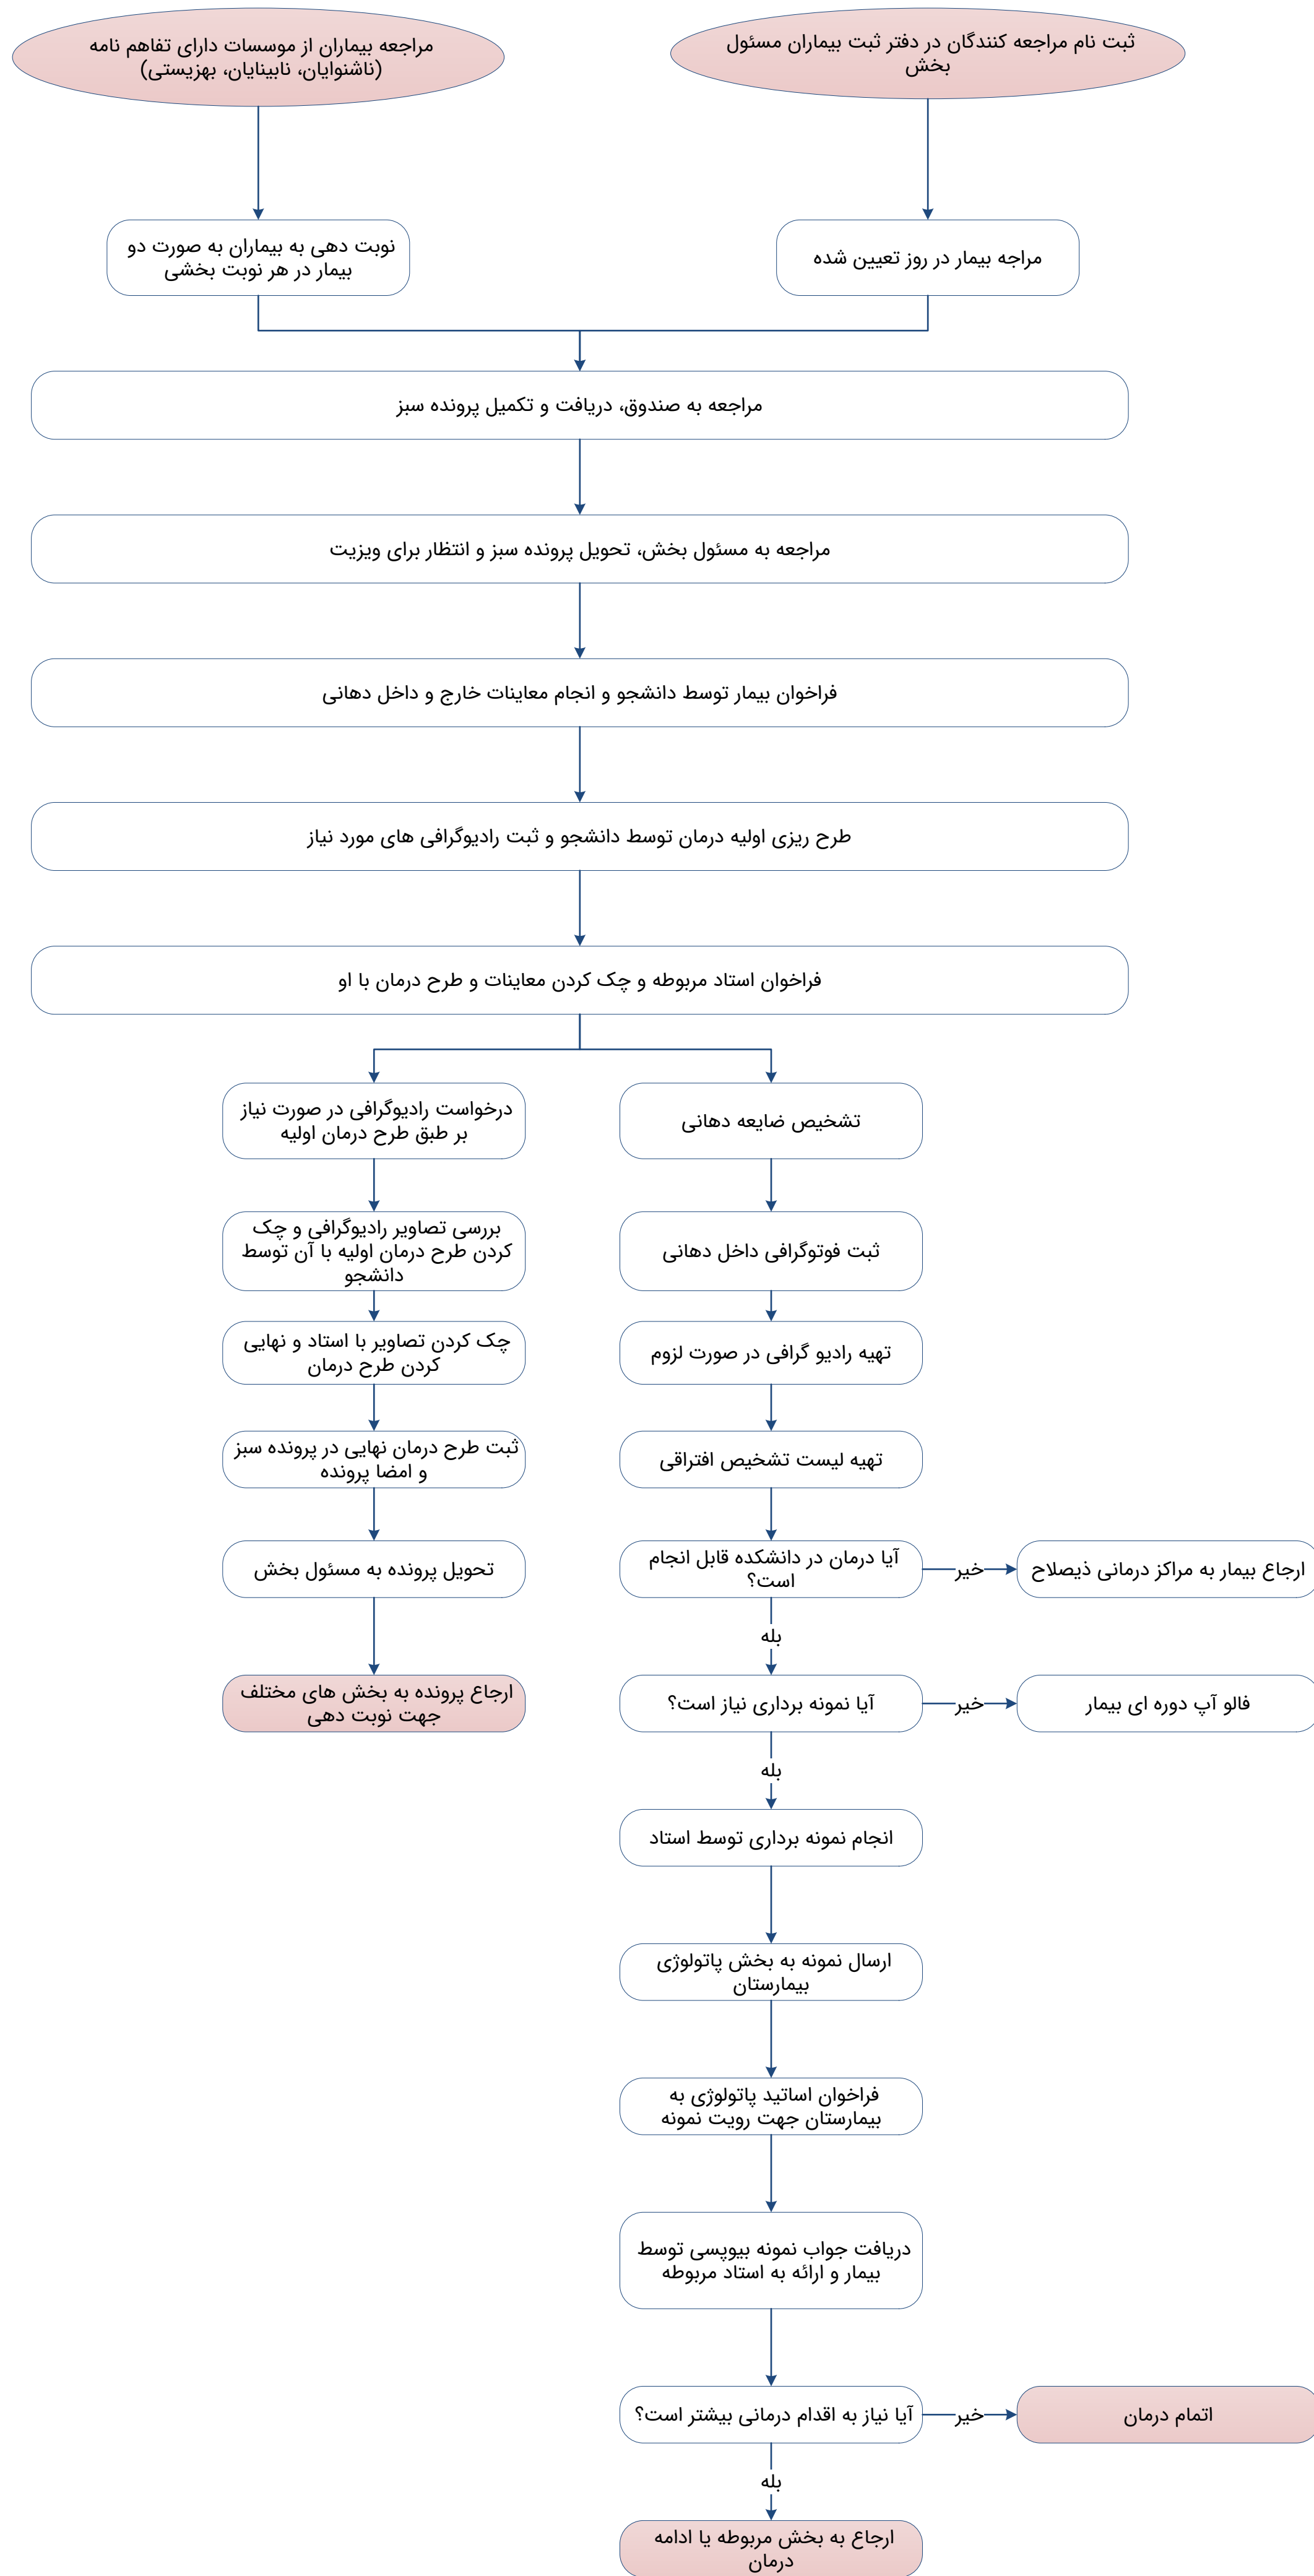 ثبت نام مراجعه کنندگان در دفتر ثبت بیماران مسئول
بخش
مراجعه بیماران از موسسات دارای تفاهم نامه
(ناشنوایان، نابینایان، بهزیستی)
مراجه بیمار در روز تعیین شده
نوبت دهی به بیماران به صورت دو
بیمار در هر نوبت بخشی
مراجعه به صندوق، دریافت و تکمیل پرونده سبز
مراجعه به مسئول بخش، تحویل پرونده سبز و انتظار برای ویزیت
فراخوان بیمار توسط دانشجو و انجام معاینات خارج و داخل دهانی
طرح ریزی اولیه درمان توسط دانشجو و ثبت رادیوگرافی های مورد نیاز
فراخوان استاد مربوطه و چک کردن معاینات و طرح درمان با او
تشخیص ضایعه دهانی
ثبت فوتوگرافی داخل دهانی
تهیه رادیو گرافی در صورت لزوم
تهیه لیست تشخیص افتراقی
آیا درمان در دانشکده قابل انجام
است؟
خیر
ارجاع بیمار به مراکز درمانی ذیصلاح
بله
آیا نمونه برداری نیاز است؟
خیر
فالو آپ دوره ای بیمار
بله
انجام نمونه برداری توسط استاد
ارسال نمونه به بخش پاتولوژی
بیمارستان
فراخوان اساتید پاتولوژی به
بیمارستان جهت رویت نمونه
دریافت جواب نمونه بیوپسی توسط
بیمار و ارائه به استاد مربوطه
آیا نیاز به اقدام درمانی بیشتر است؟
خیر
اتمام درمان
بله
ارجاع به بخش مربوطه یا ادامه
درمان
درخواست رادیوگرافی در صورت نیاز
بر طبق طرح درمان اولیه
بررسی تصاویر رادیوگرافی و چک
کردن طرح درمان اولیه با آن توسط
دانشجو
چک کردن تصاویر با استاد و نهایی
کردن طرح درمان
ثبت طرح درمان نهایی در پرونده سبز
و امضا پرونده
تحویل پرونده به مسئول بخش
ارجاع پرونده به بخش های مختلف
جهت نوبت دهی